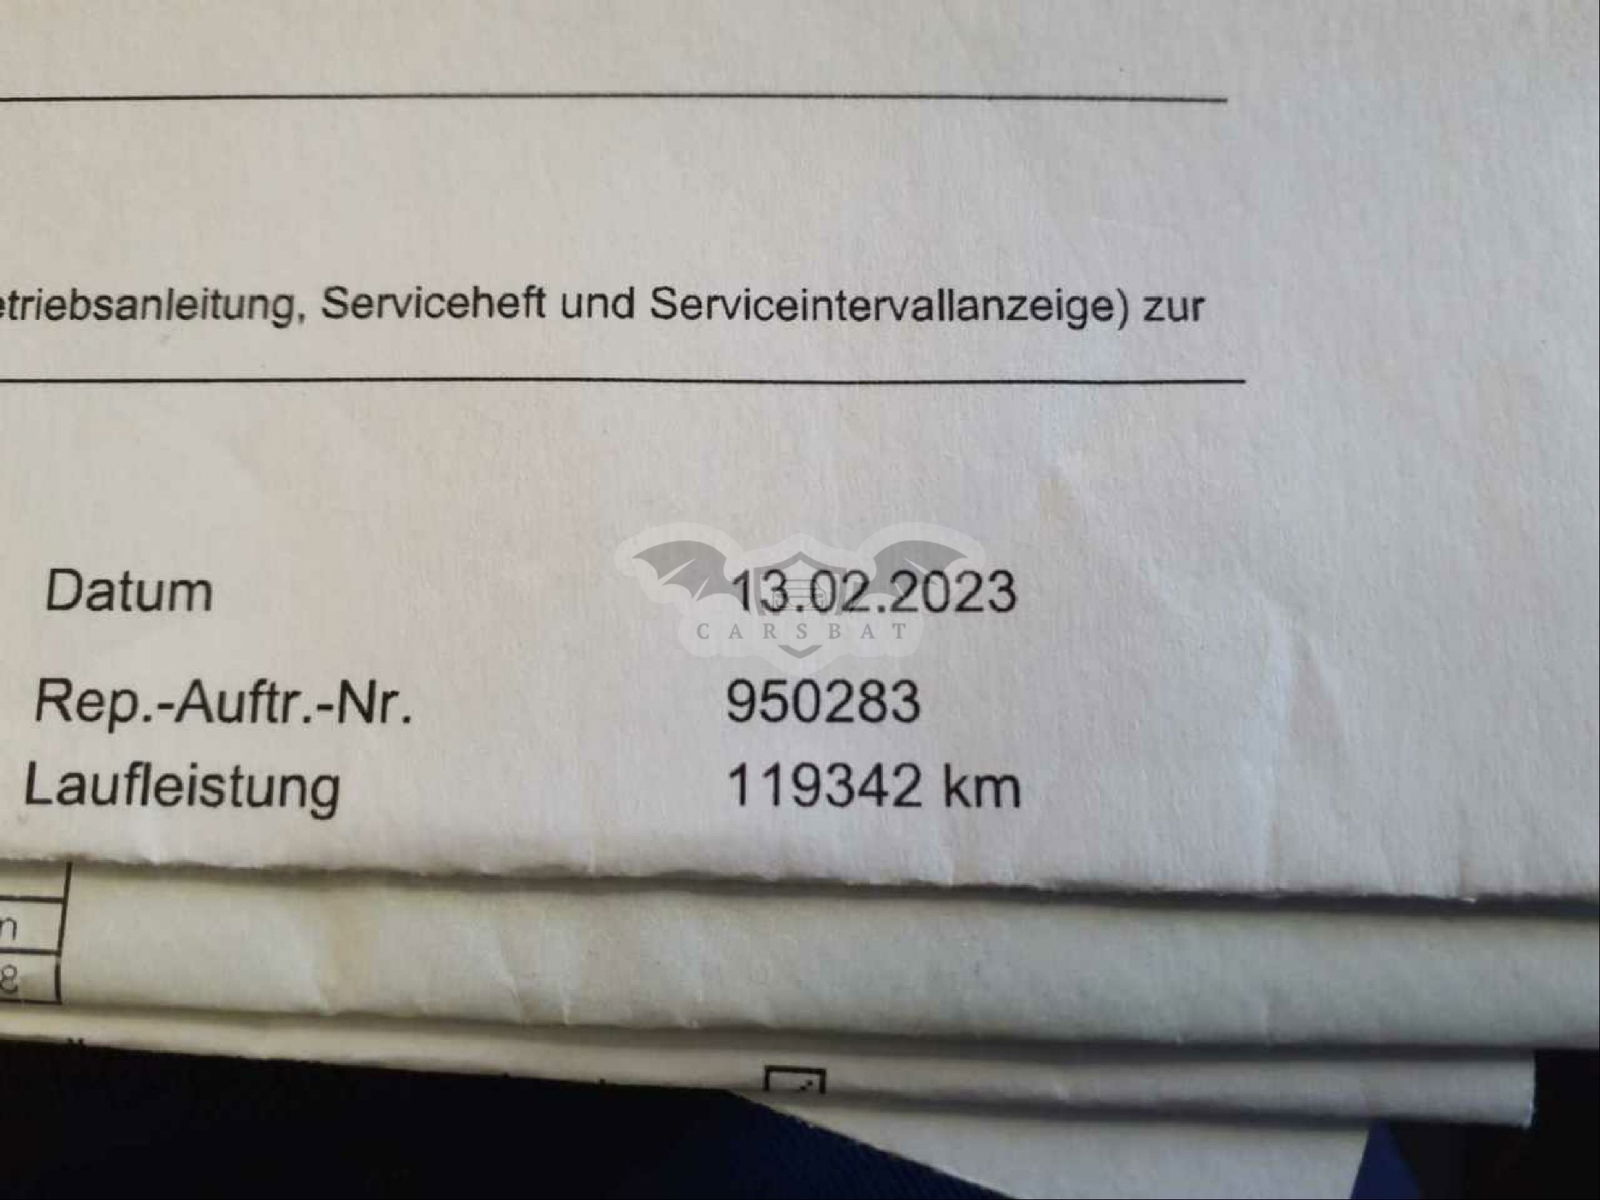 etriebsanleitung, Serviceheft und Serviceintervallanzeige) zur
Datum 13.02.2023
CARSBAT
Rep.-Auftr.-Nr. 950283
Laufleistung 119342 km
n